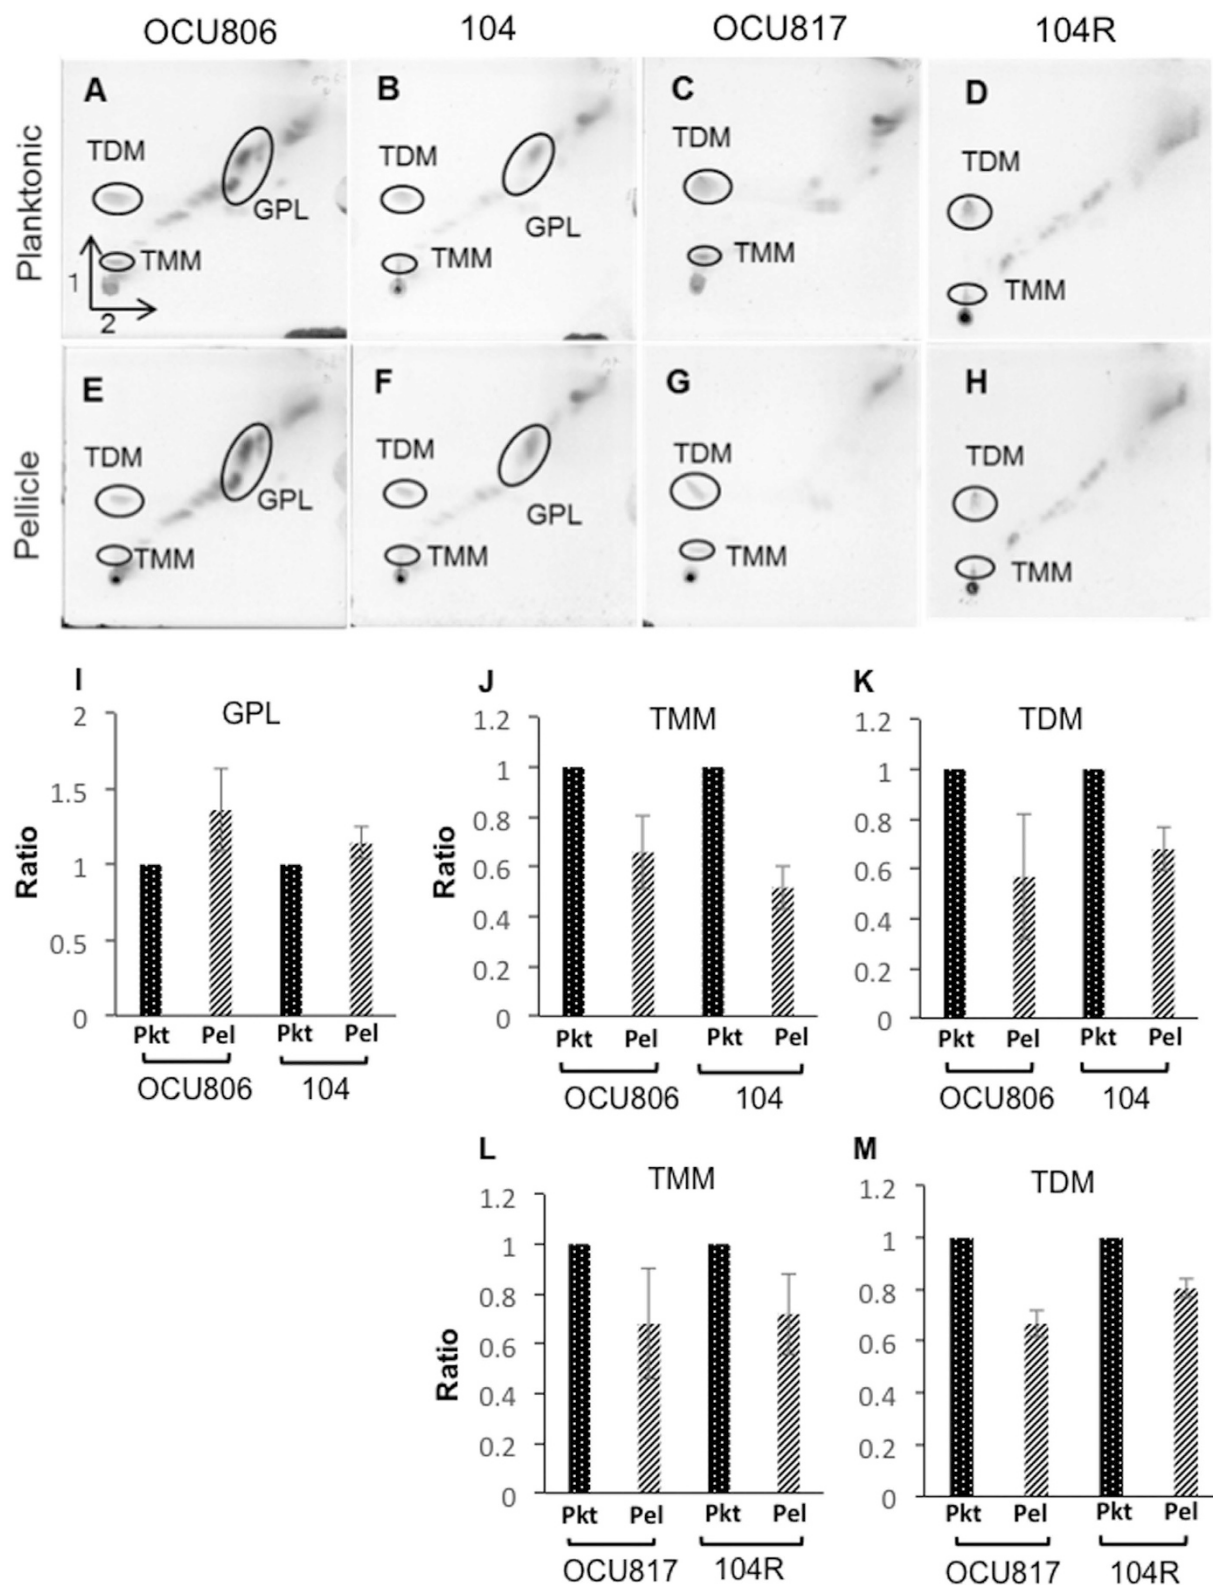 OCU806 104 OCU817 104R
Planktonic
A B C D
TDM TDM TDM
GPL GPL
TMM TMM TMM TMM
TDM
1
2
Pellicle
E F G H
TDM TDM TDM TDM
GPL GPL
TMM TMM TMM TMM
I
GPL
Ratio
2
1.5
1
0.5
0
Pkt Pel Pkt Pel
OCU806 104
J
TMM
Ratio
1.2
1
0.8
0.6
0.4
0.2
0
Pkt Pel Pkt Pel
OCU806 104
K
TDM
1.2
1
0.8
0.6
0.4
0.2
0
Pkt Pel Pkt Pel
OCU806 104
L
TMM
Ratio
1.2
1
0.8
0.6
0.4
0.2
0
Pkt Pel Pkt Pel
OCU817 104R
M
TDM
1.2
1
0.8
0.6
0.4
0.2
0
Pkt Pel Pkt Pel
OCU817 104R